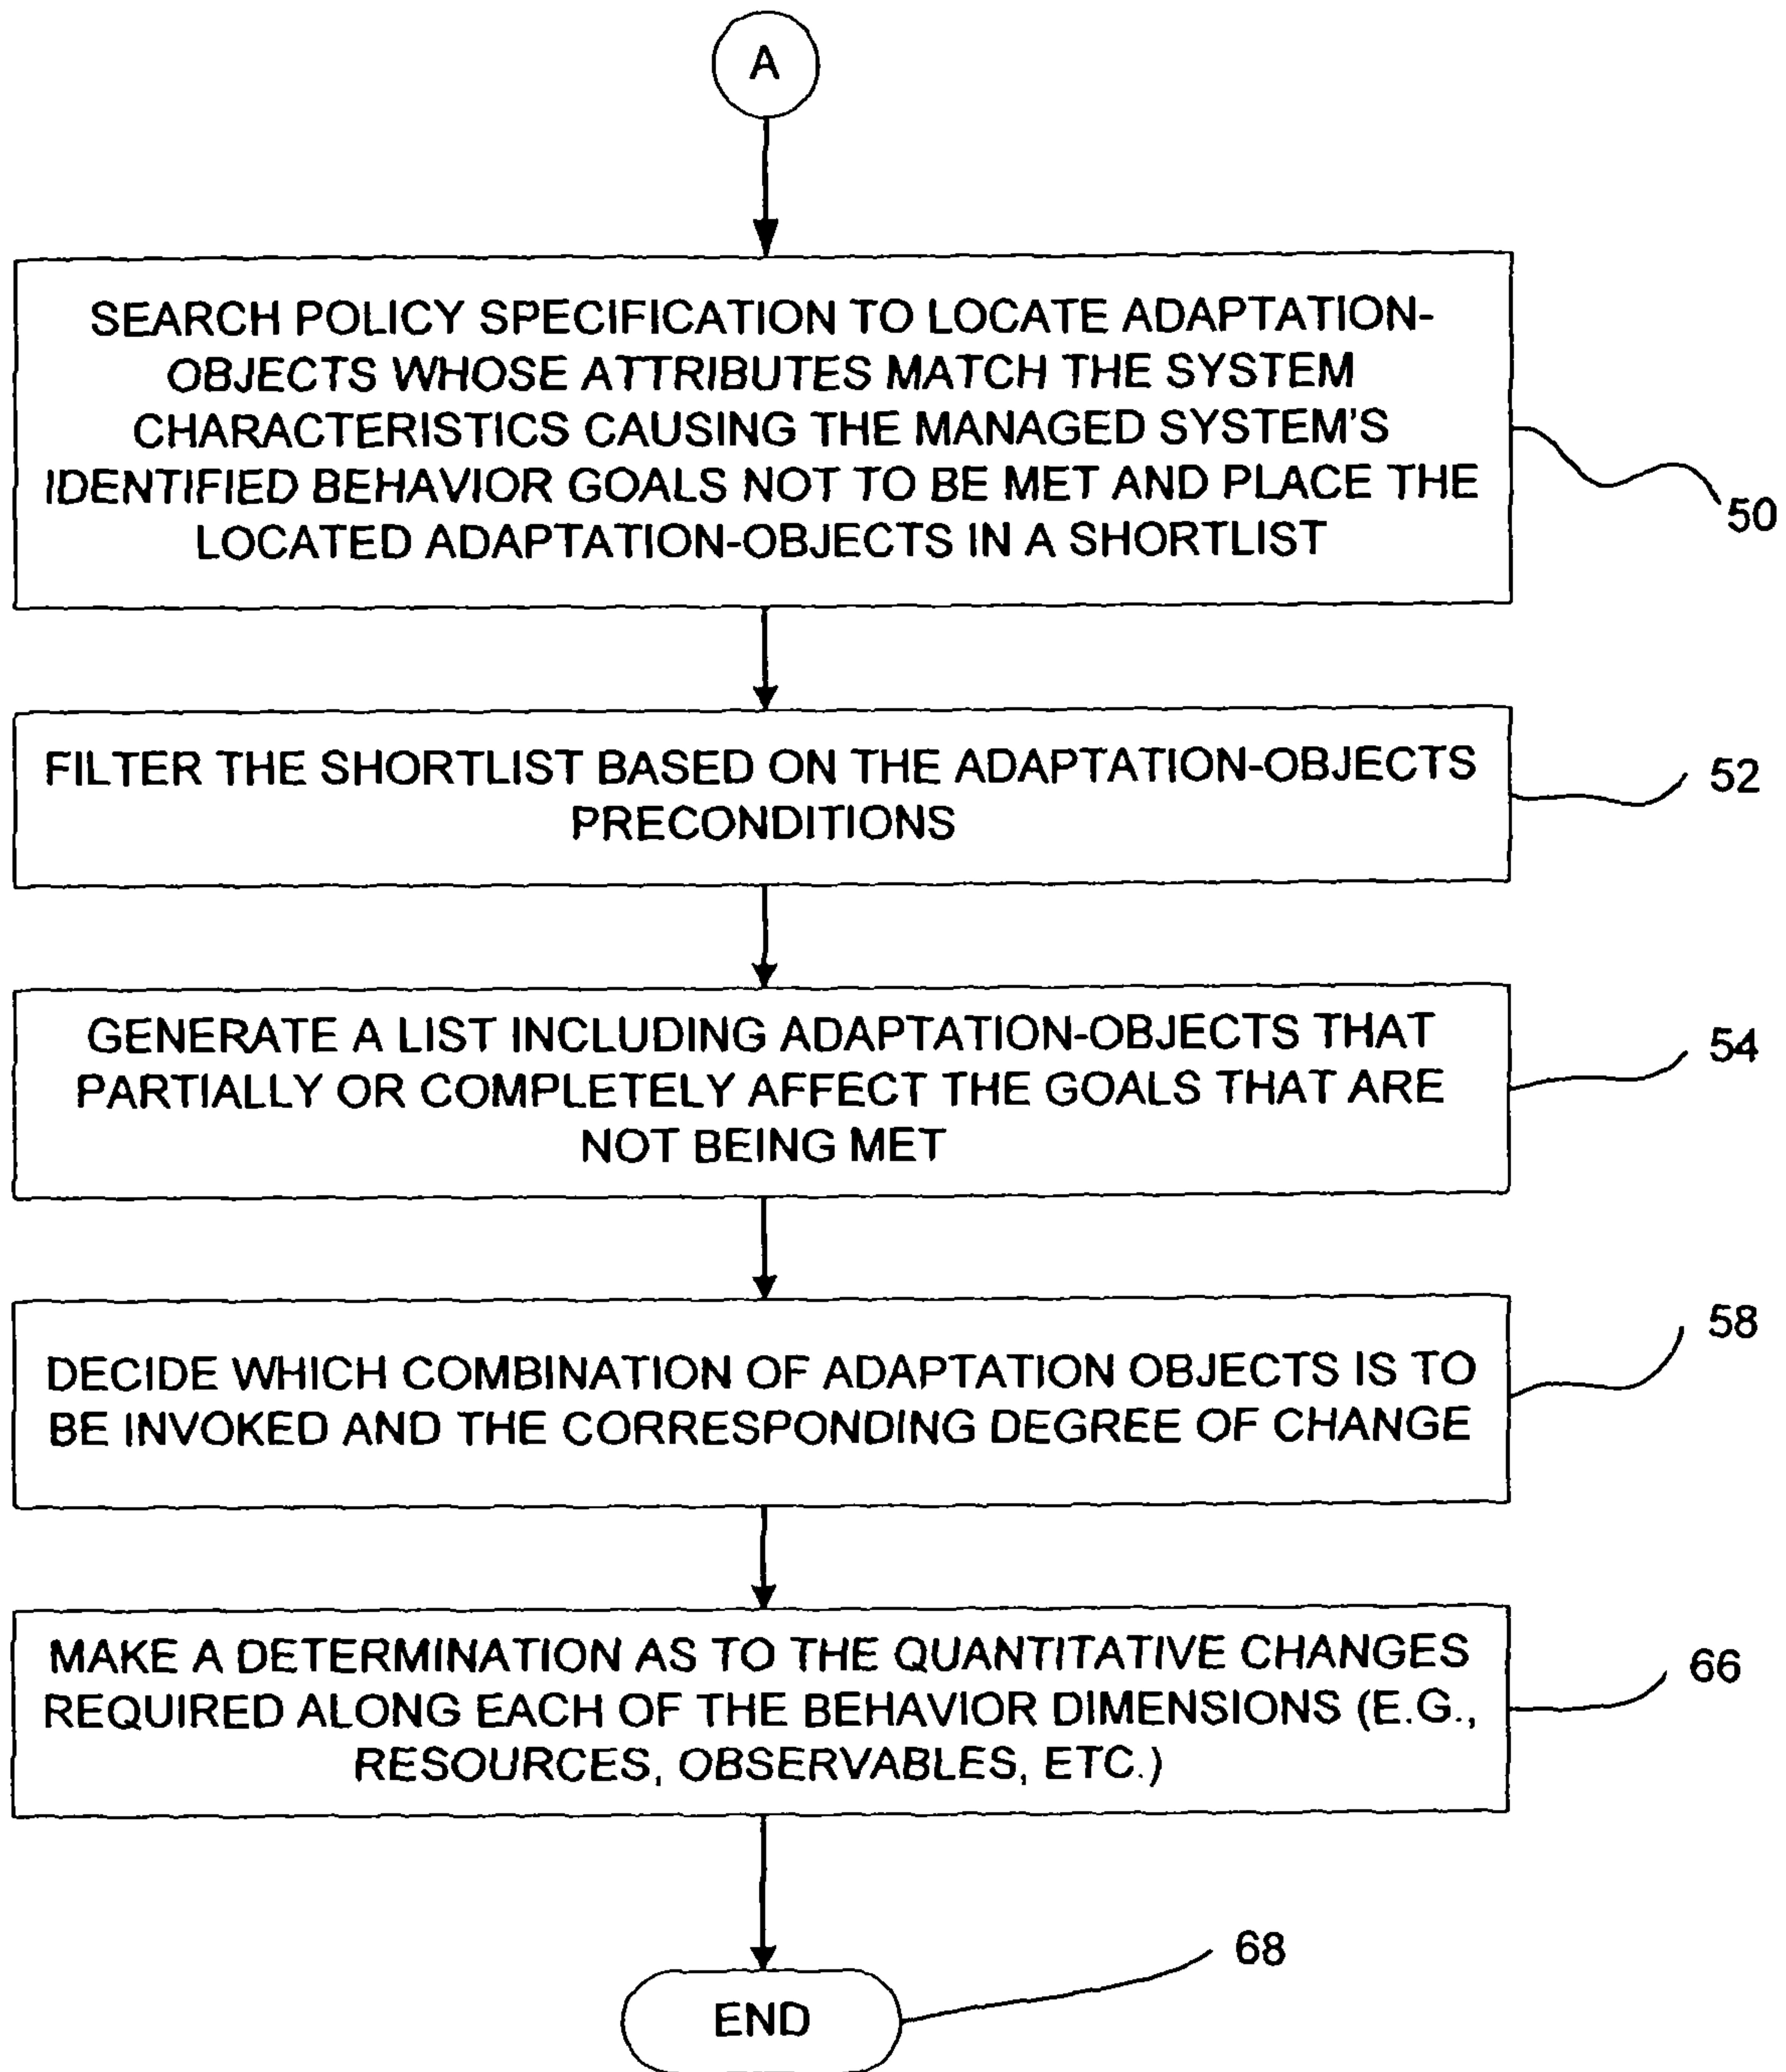 A
SEARCH POLICY SPECIFICATION TO LOCATE ADAPTATION-
OBJECTS WHOSE ATTRIBUTES MATCH THE SYSTEM
CHARACTERISTICS CAUSING THE MANAGED SYSTEM'S
IDENTIFIED BEHAVIOR GOALS NOT TO BE MET AND PLACE THE
LOCATED ADAPTATION-OBJECTS IN A SHORTLIST
50
FILTER THE SHORTLIST BASED ON THE ADAPTATION-OBJECTS
PRECONDITIONS
52
GENERATE A LIST INCLUDING ADAPTATION-OBJECTS THAT
PARTIALLY OR COMPLETELY AFFECT THE GOALS THAT ARE
NOT BEING MET
54
DECIDE WHICH COMBINATION OF ADAPTATION OBJECTS IS TO
BE INVOKED AND THE CORRESPONDING DEGREE OF CHANGE
58
MAKE A DETERMINATION AS TO THE QUANTITATIVE CHANGES
REQUIRED ALONG EACH OF THE BEHAVIOR DIMENSIONS (E.G.,
RESOURCES, OBSERVABLES, ETC.)
66
END
68